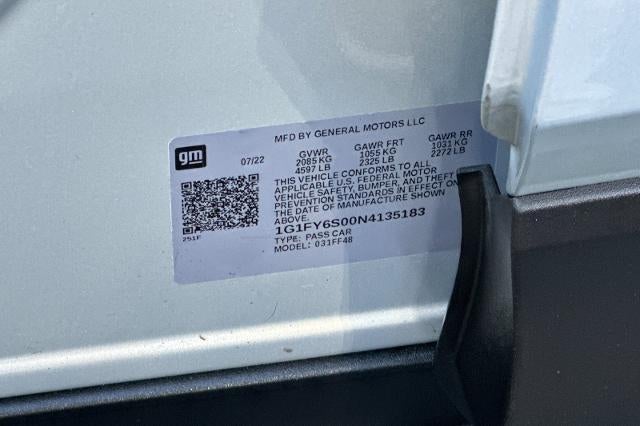 MFD BY GENERAL MOTORS LLC
gm 07/22 GVWR GAWR FRT GAWR RR
2085 KG 1055 KG 1031 KG
4597 LB 2325 LB 2272 LB
THIS VEHICLE CONFORMS TO ALL
APPLICABLE U.S. FEDERAL MOTOR
VEHICLE SAFETY, BUMPER, AND THEFT
PREVENTION STANDARDS IN EFFECT ON
THE DATE OF MANUFACTURE SHOWN
ABOVE.
1G1FY6S00N4135183
251F TYPE: PASS CAR
MODEL: 031FF48